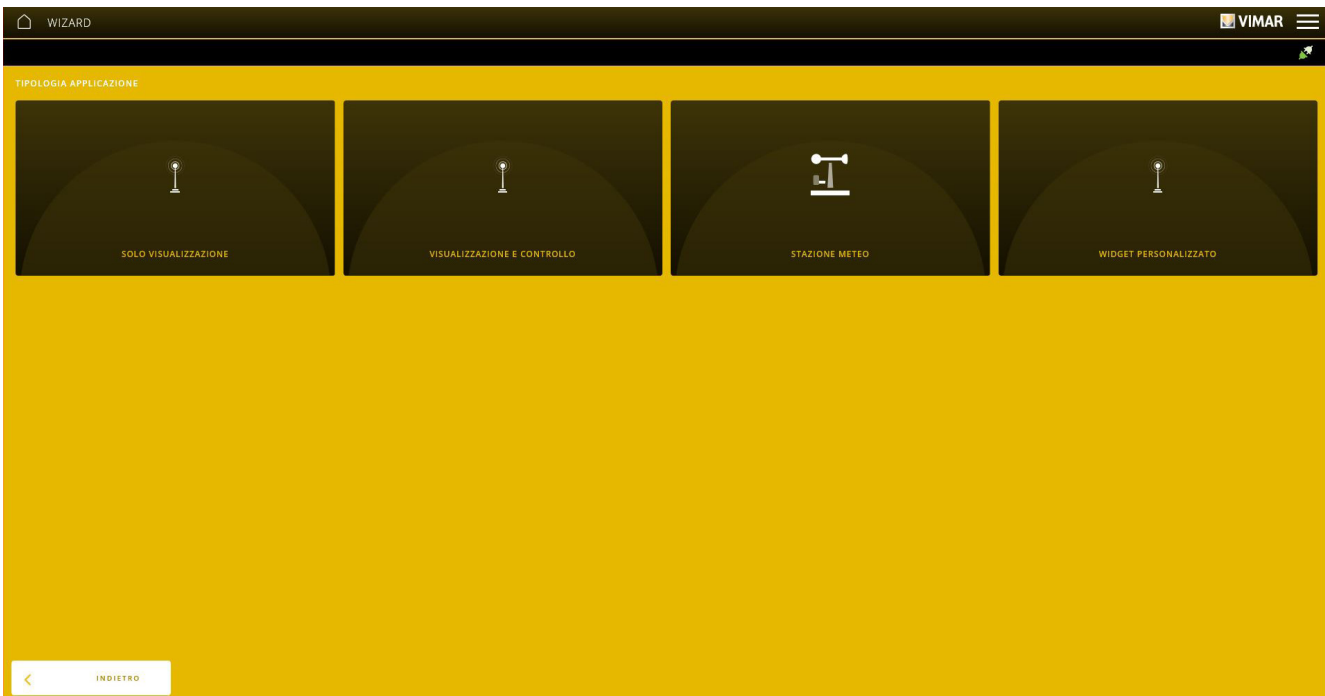 WIZARD
VIMAR
TIPOLOGIA APPLICAZIONE
SOLO VISUALIZZAZIONE
VISUALIZZAZIONE E CONTROLLO
STAZIONE METEO
WIDGET PERSONALIZZATO
INDIETRO